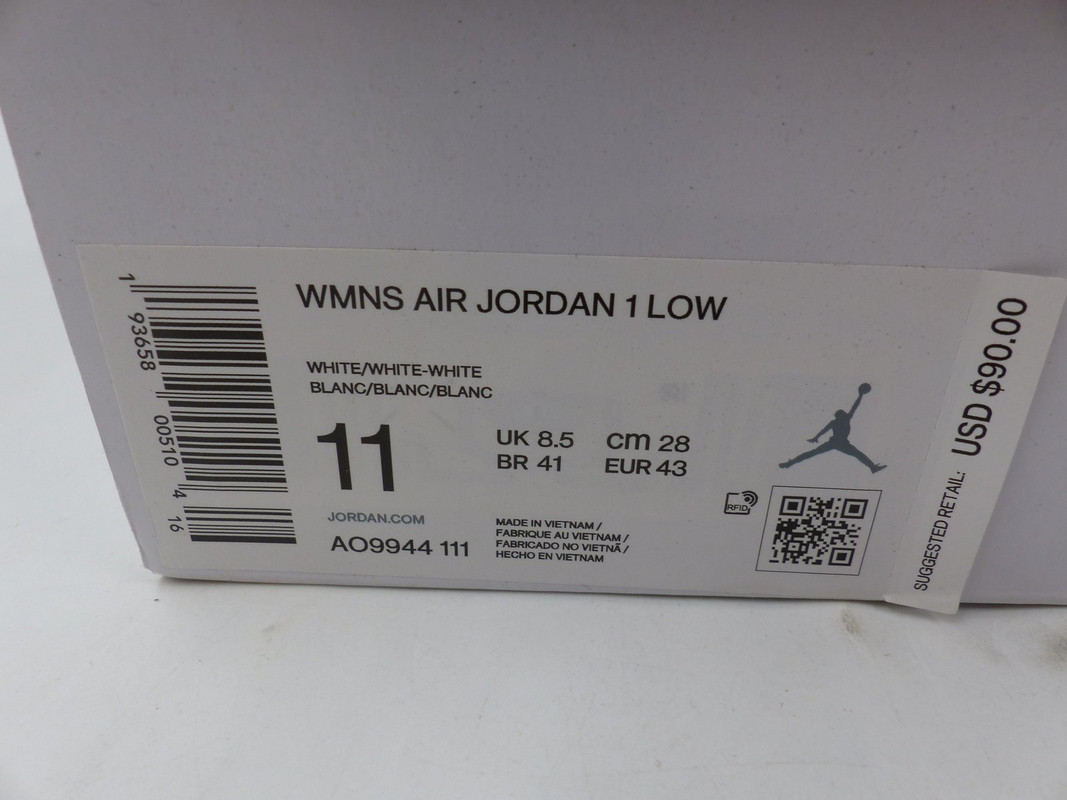 WMNS AIR JORDAN 1 LOW
WHITE/WHITE-WHITE
BLANC/BLANC/BLANC
11
UK 8.5 cm 28
BR 41 EUR 43
JORDAN.COM
AO9944 111
MADE IN VIETNAM /
FABRIQUE AU VIETNAM /
FABRICADO NO VIETNÃ /
HECHO EN VIETNAM
RFID
1 93658 00510 4 16
SUGGESTED RETAIL: USD $90.00